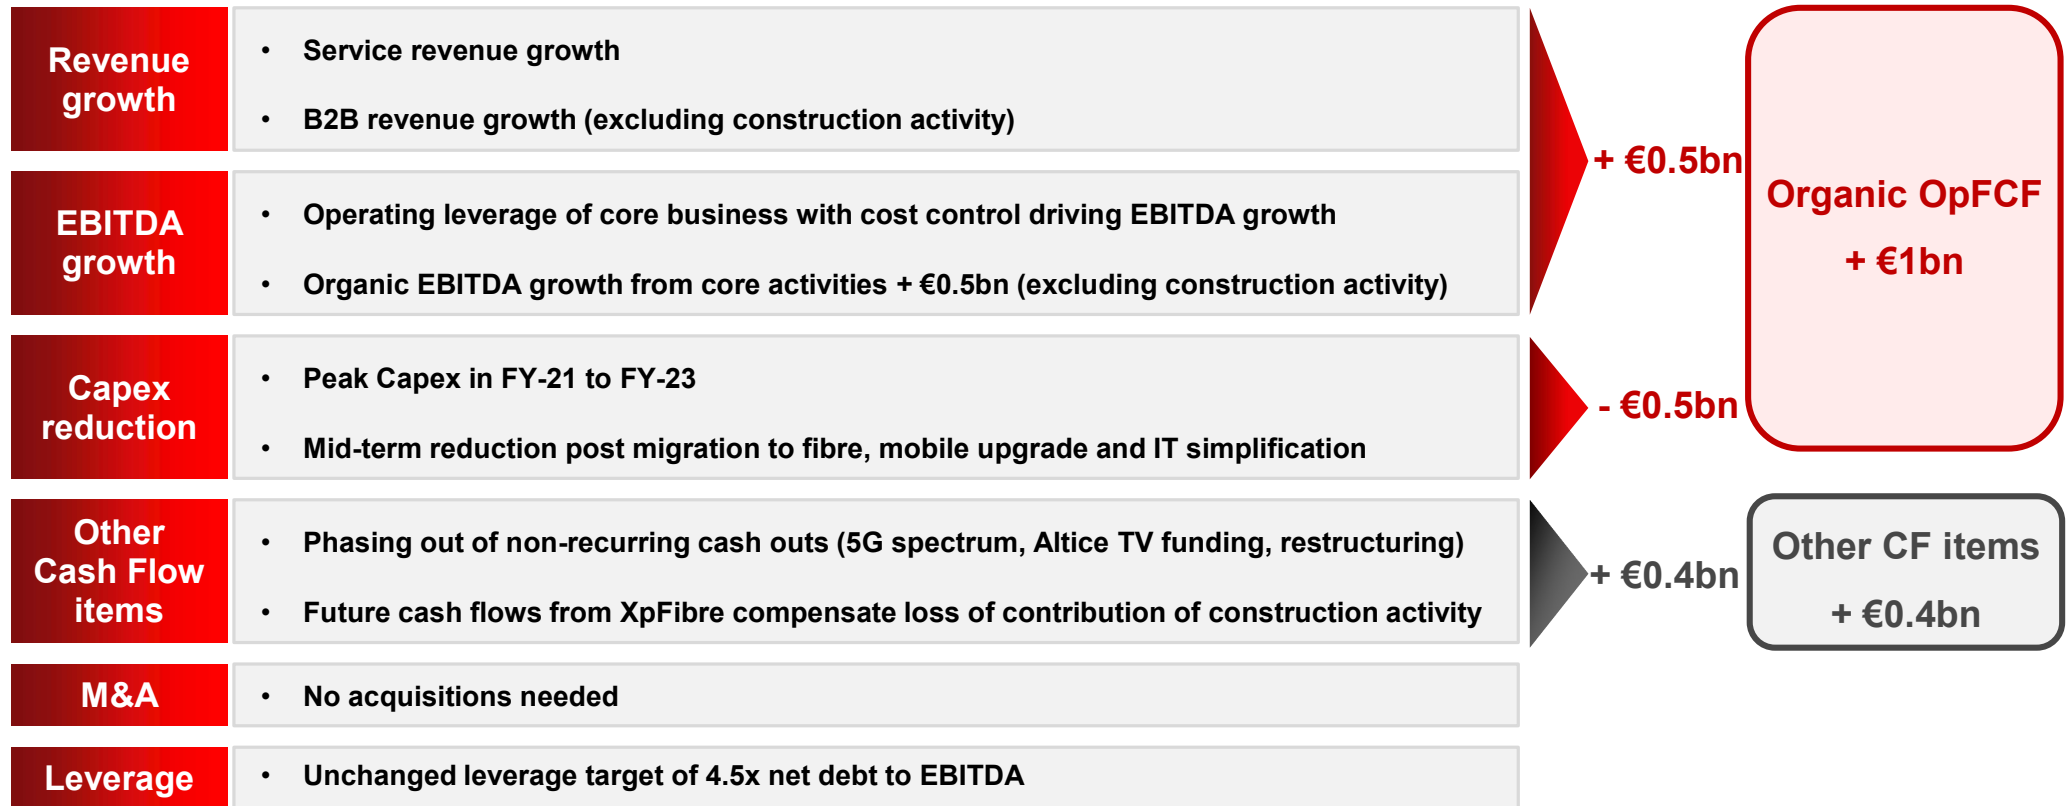 Revenue
growth
• Service revenue growth
• B2B revenue growth (excluding construction activity)
EBITDA
growth
• Operating leverage of core business with cost control driving EBITDA growth
• Organic EBITDA growth from core activities + €0.5bn (excluding construction activity)
+ €0.5bn
Capex
reduction
• Peak Capex in FY-21 to FY-23
• Mid-term reduction post migration to fibre, mobile upgrade and IT simplification
- €0.5bn
Organic OpFCF
+ €1bn
Other
Cash Flow
items
• Phasing out of non-recurring cash outs (5G spectrum, Altice TV funding, restructuring)
• Future cash flows from XpFibre compensate loss of contribution of construction activity
+ €0.4bn
Other CF items
+ €0.4bn
M&A
• No acquisitions needed
Leverage
• Unchanged leverage target of 4.5x net debt to EBITDA